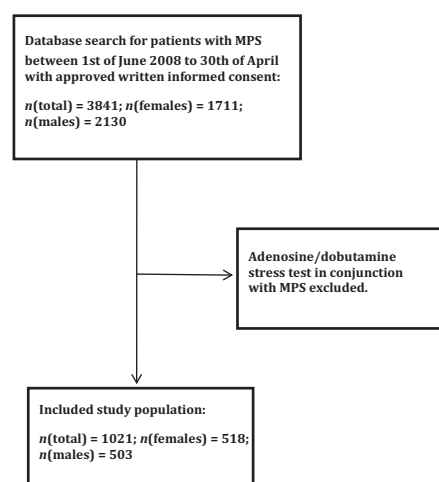 Database search for patients with MPS
between 1st of June 2008 to 30th of April
with approved written informed consent:
n(total) = 3841; n(females) = 1711;
n(males) = 2130
Adenosine/dobutamine
stress test in conjunction
with MPS excluded.
Included study population:
n(total) = 1021; n(females) = 518;
n(males) = 503